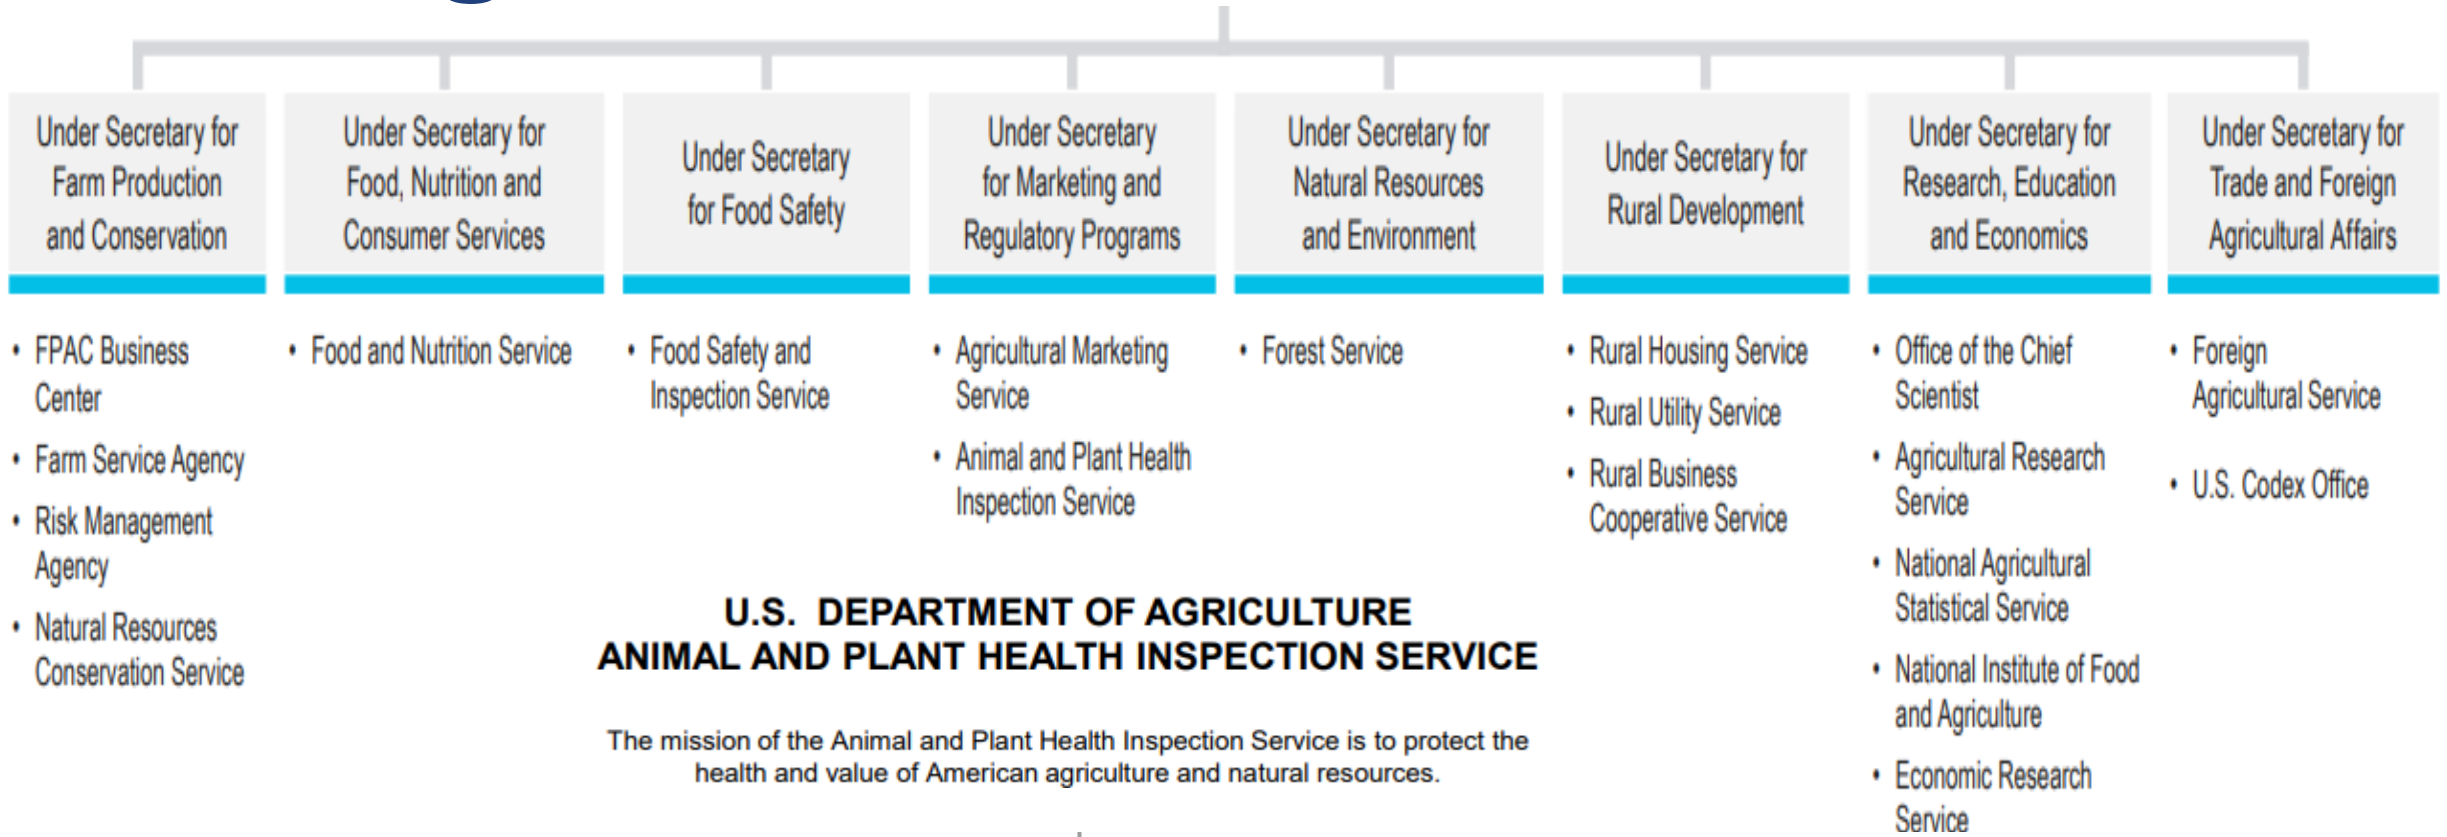 Under Secretary for
Farm Production
and Conservation
• FPAC Business
Center
• Farm Service Agency
• Risk Management
Agency
• Natural Resources
Conservation Service
Under Secretary for
Food, Nutrition and
Consumer Services
• Food and Nutrition Service
Under Secretary
for Food Safety
• Food Safety and
Inspection Service
Under Secretary
for Marketing and
Regulatory Programs
• Agricultural Marketing
Service
• Animal and Plant Health
Inspection Service
Under Secretary for
Natural Resources
and Environment
• Forest Service
Under Secretary for
Rural Development
• Rural Housing Service
• Rural Utility Service
• Rural Business
Cooperative Service
Under Secretary for
Research, Education
and Economics
• Office of the Chief
Scientist
• Agricultural Research
Service
• National Agricultural
Statistical Service
• National Institute of Food
and Agriculture
• Economic Research
Service
Under Secretary for
Trade and Foreign
Agricultural Affairs
• Foreign
Agricultural Service
• U.S. Codex Office
U.S. DEPARTMENT OF AGRICULTURE
ANIMAL AND PLANT HEALTH INSPECTION SERVICE
The mission of the Animal and Plant Health Inspection Service is to protect the
health and value of American agriculture and natural resources.